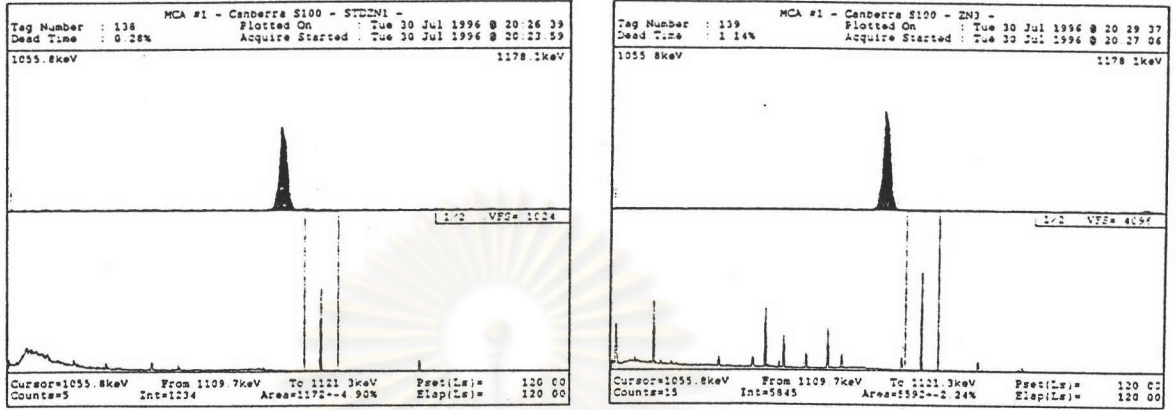 MCA #1 - Canberra S100 - STDZN1 -
Tag Number : 138 Plotted On : Tue 30 Jul 1996 @ 20:26 39
Dead Time : 0.28% Acquire Started : Tue 30 Jul 1996 @ 20:23:59
1055.8keV 1178.1keV
1/2 VFS= 1024
Cursor=1055.8keV From 1109.7keV To 1121 3keV Pset(Ls)= 120 00
Counts=5 Int=1234 Area=1172+-4.90% Elap(Ls)= 120 00
MCA #1 - Canberra S100 - ZN3 -
Tag Number : 139 Plotted On : Tue 30 Jul 1996 @ 20 29 37
Dead Time : 1 14% Acquire Started : Tue 30 Jul 1996 @ 20:27 06
1055 8keV 1178 1keV
1/2 VFS= 4096
Cursor=1055.8keV From 1109.7keV To 1121.3keV Pset(Ls)= 120 00
Counts=15 Int=5845 Area=5592+-2.24% Elap(Ls)= 120 00